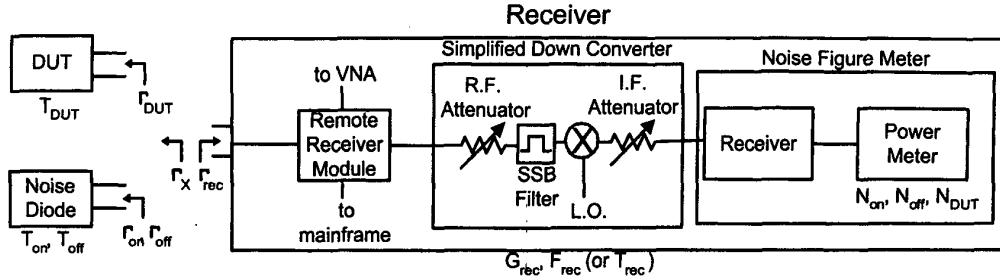 Receiver
Simplified Down Converter
Noise Figure Meter
DUT
T_DUT
Γ_DUT
to VNA
Remote
Receiver
Module
to
mainframe
R.F.
Attenuator
I.F.
Attenuator
SSB
Filter
L.O.
Receiver
Power
Meter
N_on, N_off, N_DUT
Γ_X Γ_rec
Noise
Diode
T_on, T_off
Γ_on, Γ_off
G_rec, F_rec (or T_rec)